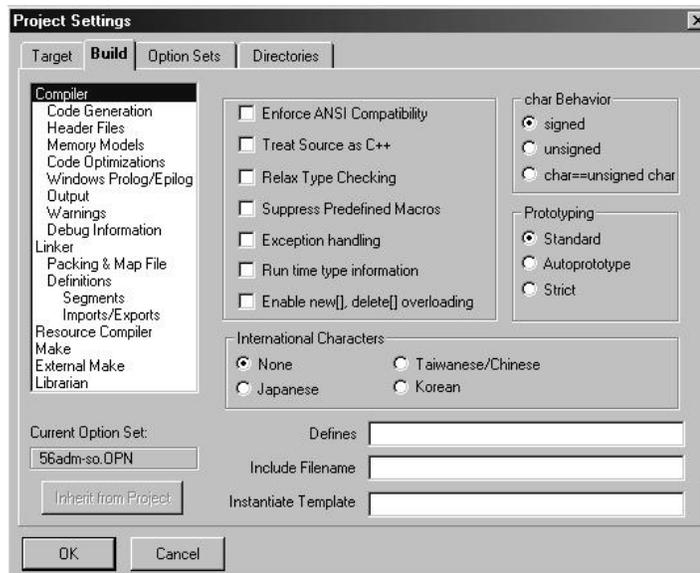 Project Settings
Target Build Option Sets Directories
Compiler
Code Generation
Header Files
Memory Models
Code Optimizations
Windows Prolog/Epilog
Output
Warnings
Debug Information
Linker
Packing & Map File
Definitions
Segments
Imports/Exports
Resource Compiler
Make
External Make
Librarian
Enforce ANSI Compatibility
Treat Source as C++
Relax Type Checking
Suppress Predefined Macros
Exception handling
Run time type information
Enable new[], delete[] overloading
char Behavior
signed
unsigned
char==unsigned char
Prototyping
Standard
Autoprototype
Strict
International Characters
None
Taiwanese/Chinese
Japanese
Korean
Current Option Set:
56adm-so.OPN
Inherit from Project
Defines
Include Filename
Instantiate Template
OK
Cancel